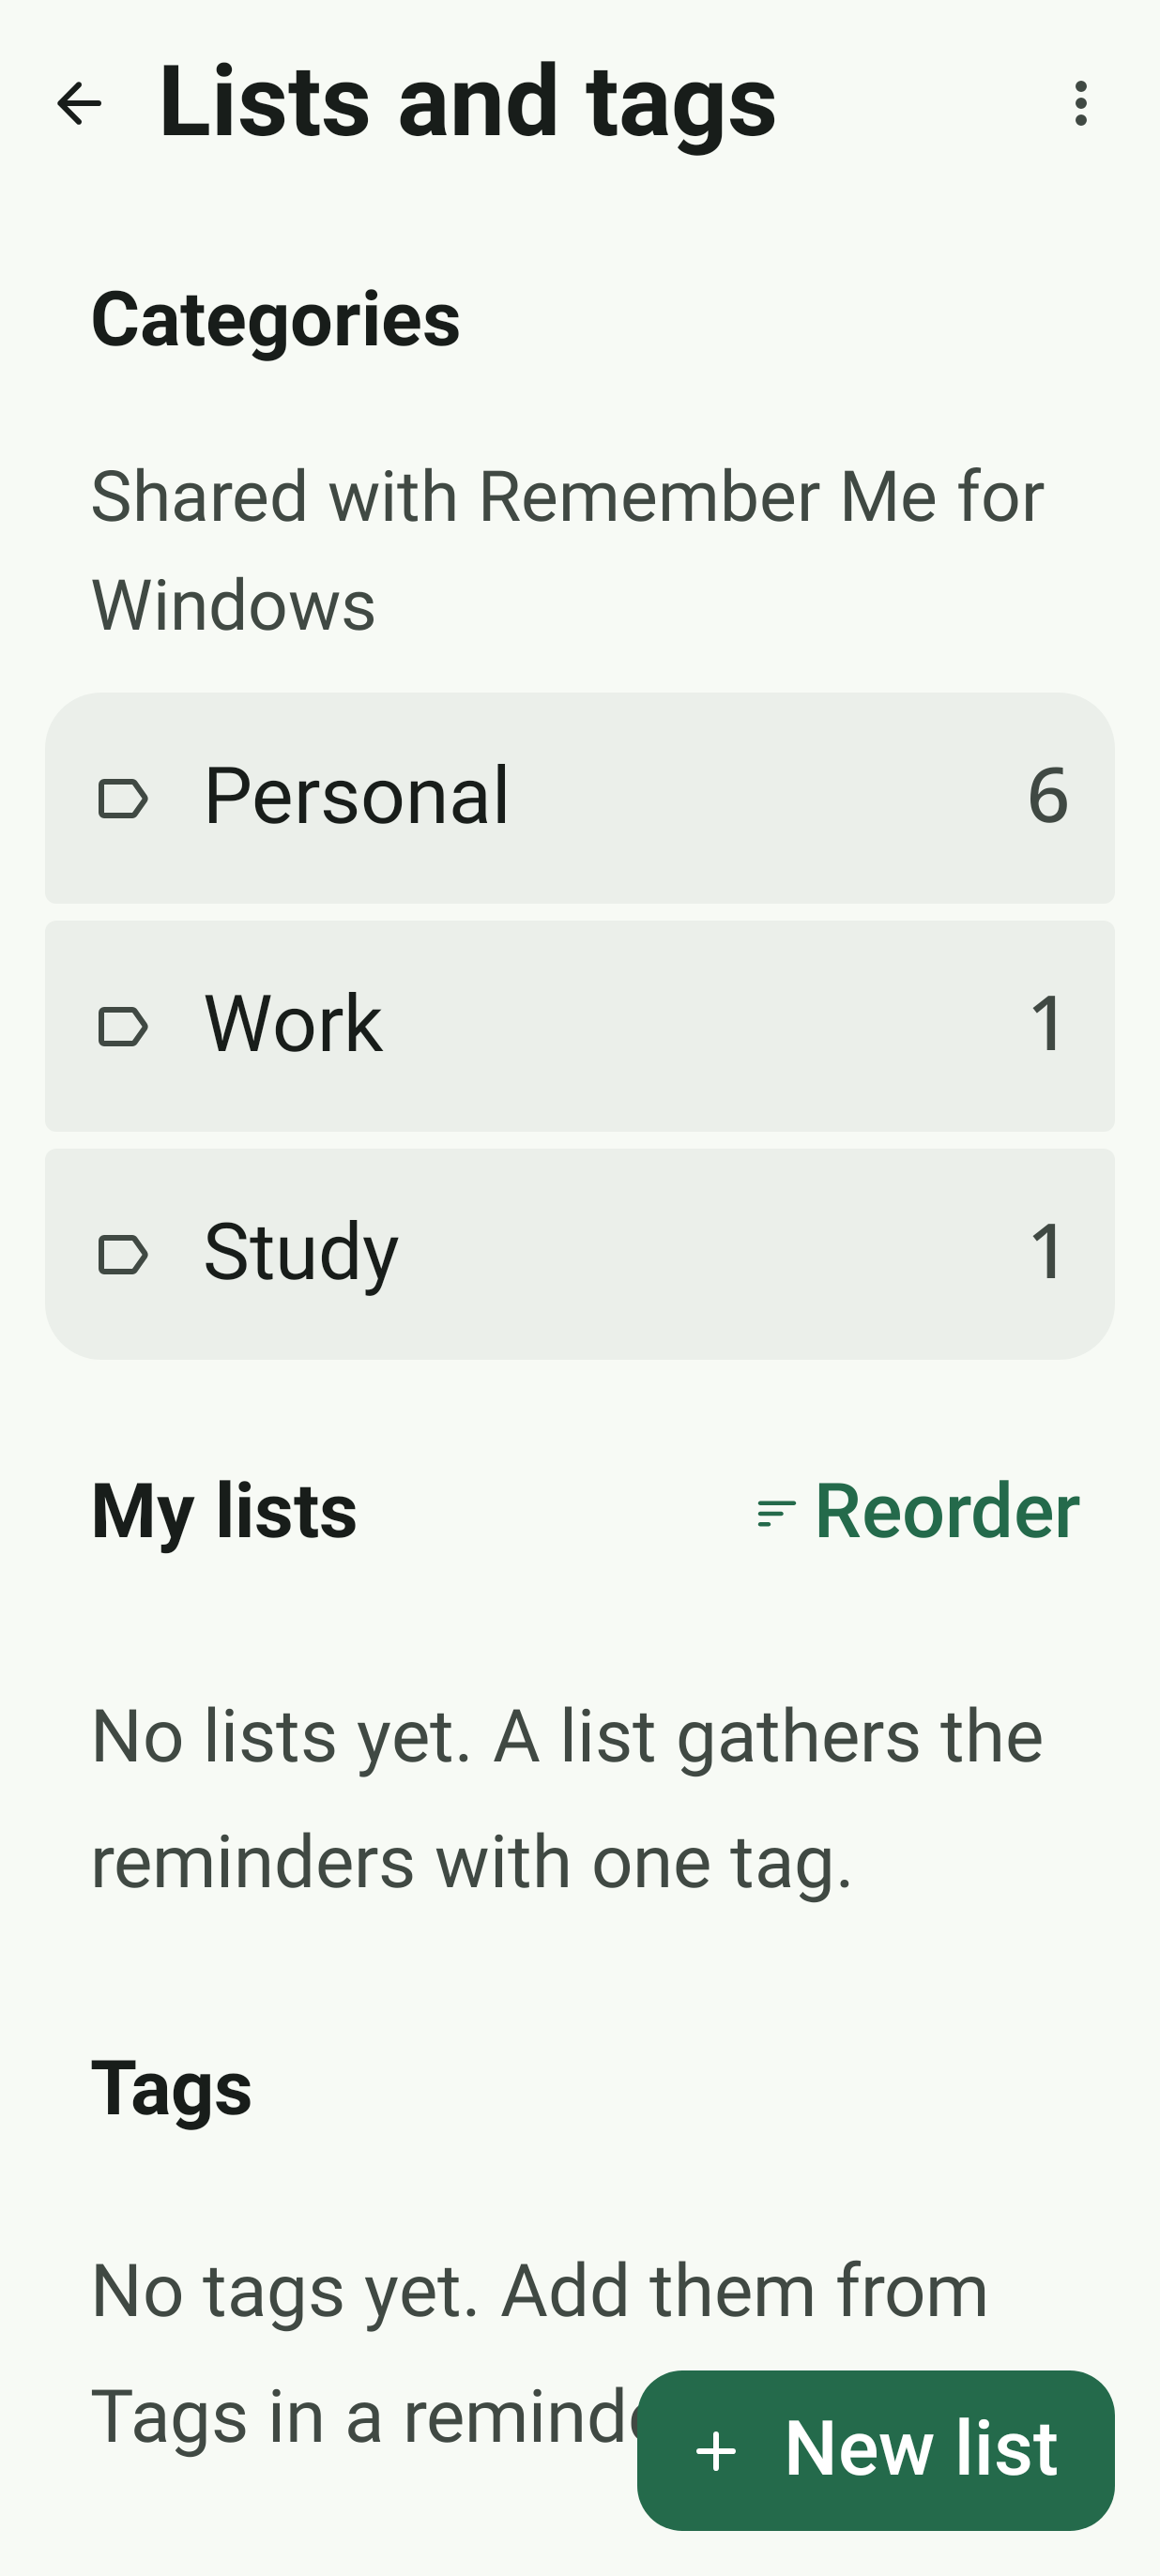 Lists and tags
Categories
Shared with Remember Me for
Windows
Personal 6
Work 1
Study 1
My lists Reorder
No lists yet. A list gathers the
reminders with one tag.
Tags
No tags yet. Add them from
Tags in a
New list